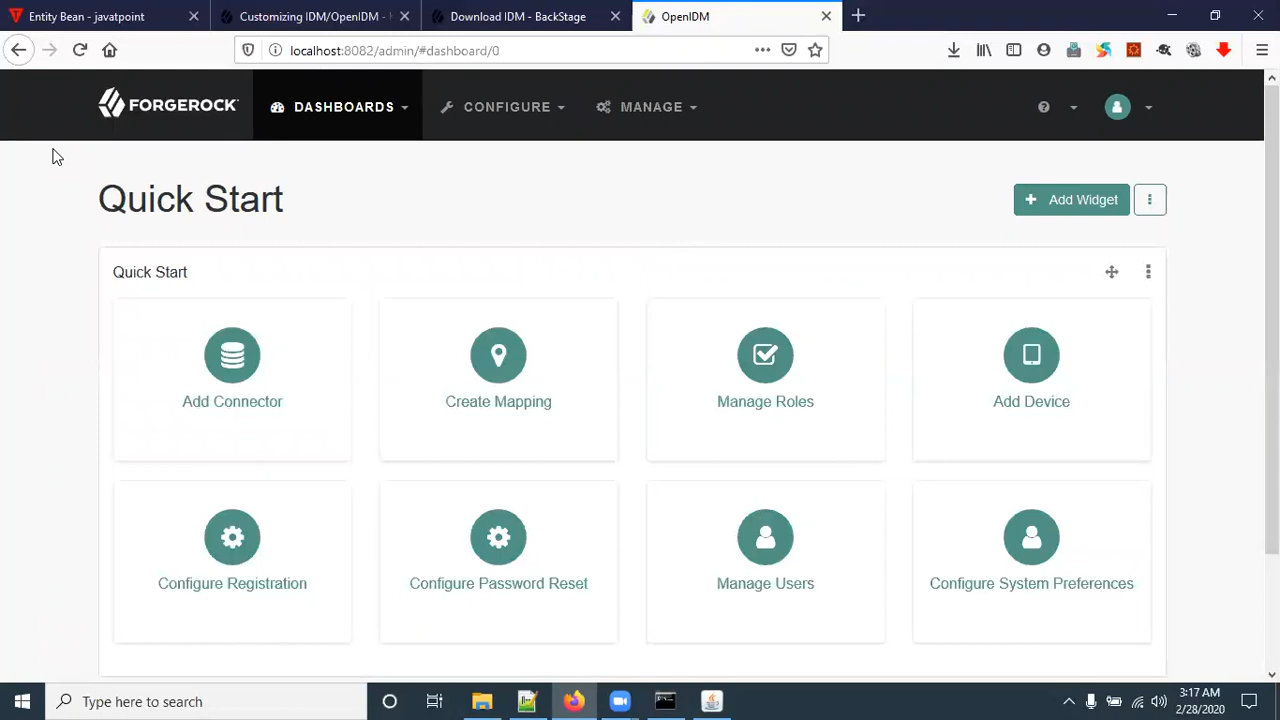 Entity Bean - javatpoint
Customizing IDM/OpenIDM -
Download IDM - BackStage
OpenIDM
localhost:8082/admin/#dashboard/0
FORGEROCK
DASHBOARDS
CONFIGURE
MANAGE
Quick Start
Add Widget
Quick Start
Add Connector
Create Mapping
Manage Roles
Add Device
Configure Registration
Configure Password Reset
Manage Users
Configure System Preferences
Type here to search
3:17 AM
2/28/2020